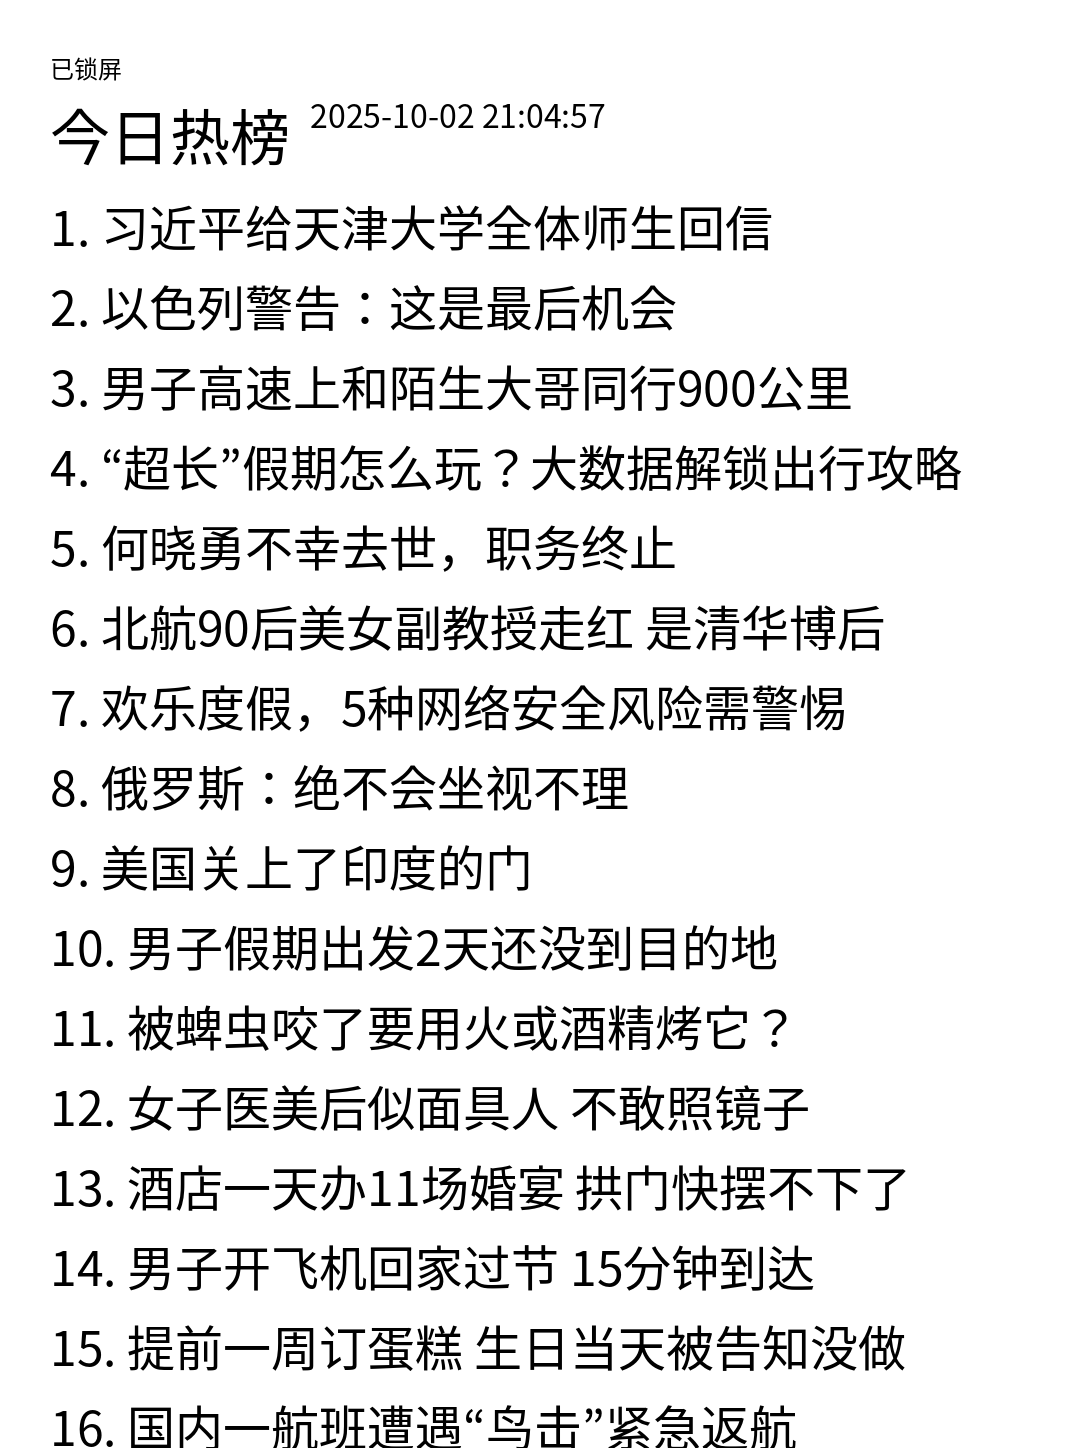 已锁屏
今日热榜 2025-10-02 21:04:57
1. 习近平给天津大学全体师生回信
2. 以色列警告：这是最后机会
3. 男子高速上和陌生大哥同行900公里
4. “超长”假期怎么玩？大数据解锁出行攻略
5. 何晓勇不幸去世，职务终止
6. 北航90后美女副教授走红 是清华博后
7. 欢乐度假，5种网络安全风险需警惕
8. 俄罗斯：绝不会坐视不理
9. 美国关上了印度的门
10. 男子假期出发2天还没到目的地
11. 被蜱虫咬了要用火或酒精烤它？
12. 女子医美后似面具人 不敢照镜子
13. 酒店一天办11场婚宴 拱门快摆不下了
14. 男子开飞机回家过节 15分钟到达
15. 提前一周订蛋糕 生日当天被告知没做
16. 国内一航班遭遇“鸟击”紧急返航